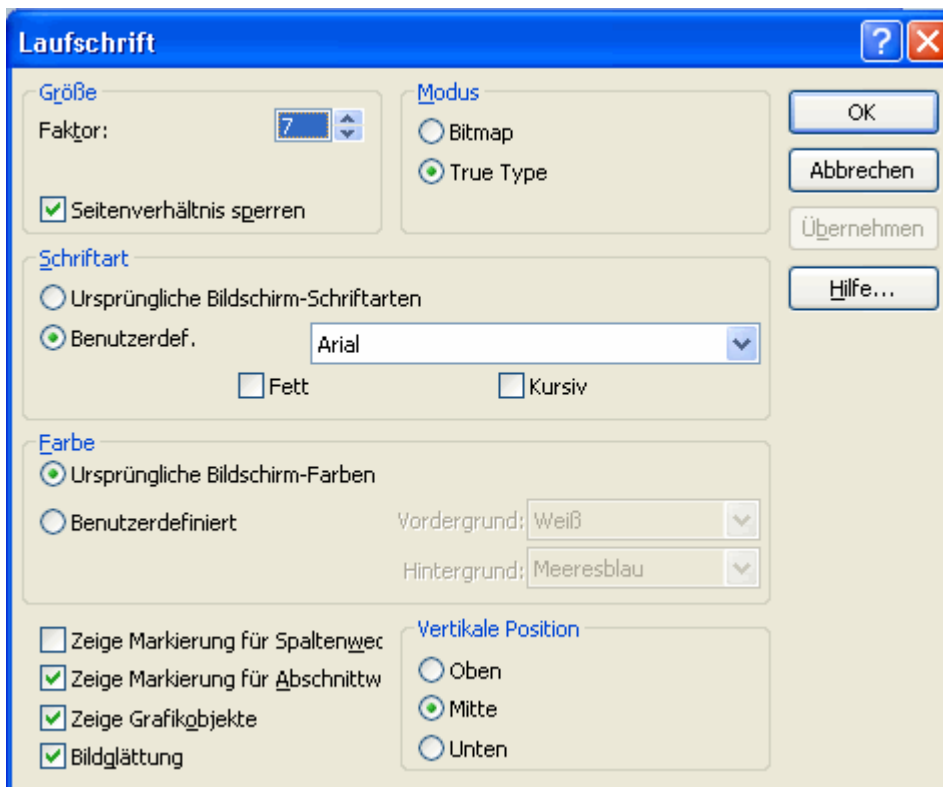 Laufschrift
Größe
Faktor: 7
Seitenverhältnis sperren
Modus
Bitmap
True Type
OK
Abbrechen
Übernehmen
Hilfe...
Schriftart
Ursprüngliche Bildschirm-Schriftarten
Benutzerdef. Arial
Fett Kursiv
Farbe
Ursprüngliche Bildschirm-Farben
Benutzerdefiniert Vordergrund: Weiß
Hintergrund: Meeresblau
Zeige Markierung für Spaltenwec
Zeige Markierung für Abschnittw
Zeige Grafikobjekte
Bildglättung
Vertikale Position
Oben
Mitte
Unten